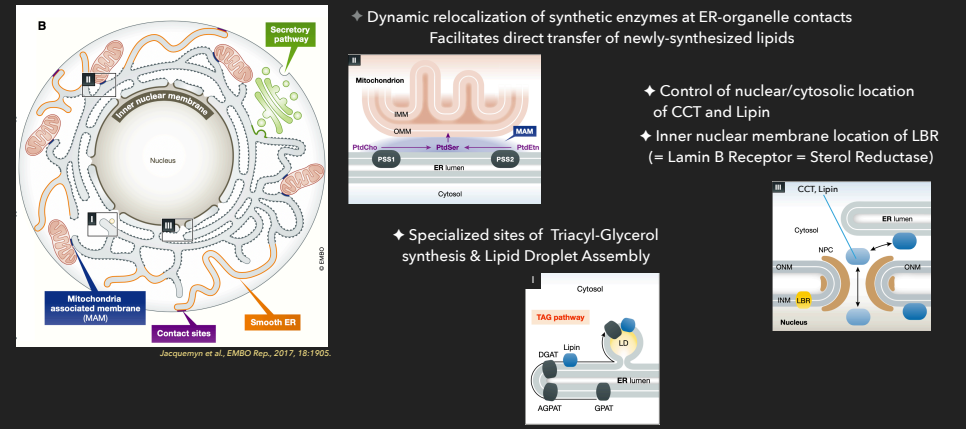 ✦ Dynamic relocalization of synthetic enzymes at ER-organelle contacts
Facilitates direct transfer of newly-synthesized lipids
B
Secretory
pathway
II
Inner nuclear membrane
Nucleus
I
III
© EMBO
Mitochondria
associated membrane
(MAM)
Contact sites
Smooth ER
Jacquemyn et al., EMBO Rep., 2017, 18:1905.
II
Mitochondrion
IMM
OMM
MAM
PtdCho
PtdSer
PtdEtn
PSS1
PSS2
ER lumen
Cytosol
✦ Control of nuclear/cytosolic location
of CCT and Lipin
✦ Inner nuclear membrane location of LBR
(= Lamin B Receptor = Sterol Reductase)
III
CCT, Lipin
ER lumen
Cytosol
NPC
ONM
ONM
INM
LBR
Nucleus
✦ Specialized sites of Triacyl-Glycerol
synthesis & Lipid Droplet Assembly
I
Cytosol
TAG pathway
LD
Lipin
DGAT
ER lumen
AGPAT
GPAT